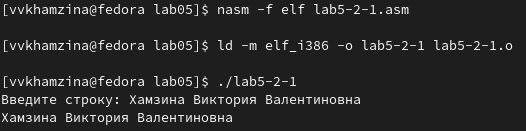 [vvkhamzina@fedora lab05]$ nasm -f elf lab5-2-1.asm
[vvkhamzina@fedora lab05]$ ld -m elf_i386 -o lab5-2-1 lab5-2-1.o
[vvkhamzina@fedora lab05]$ ./lab5-2-1
Введите строку: Хамзина Виктория Валентиновна
Хамзина Виктория Валентиновна